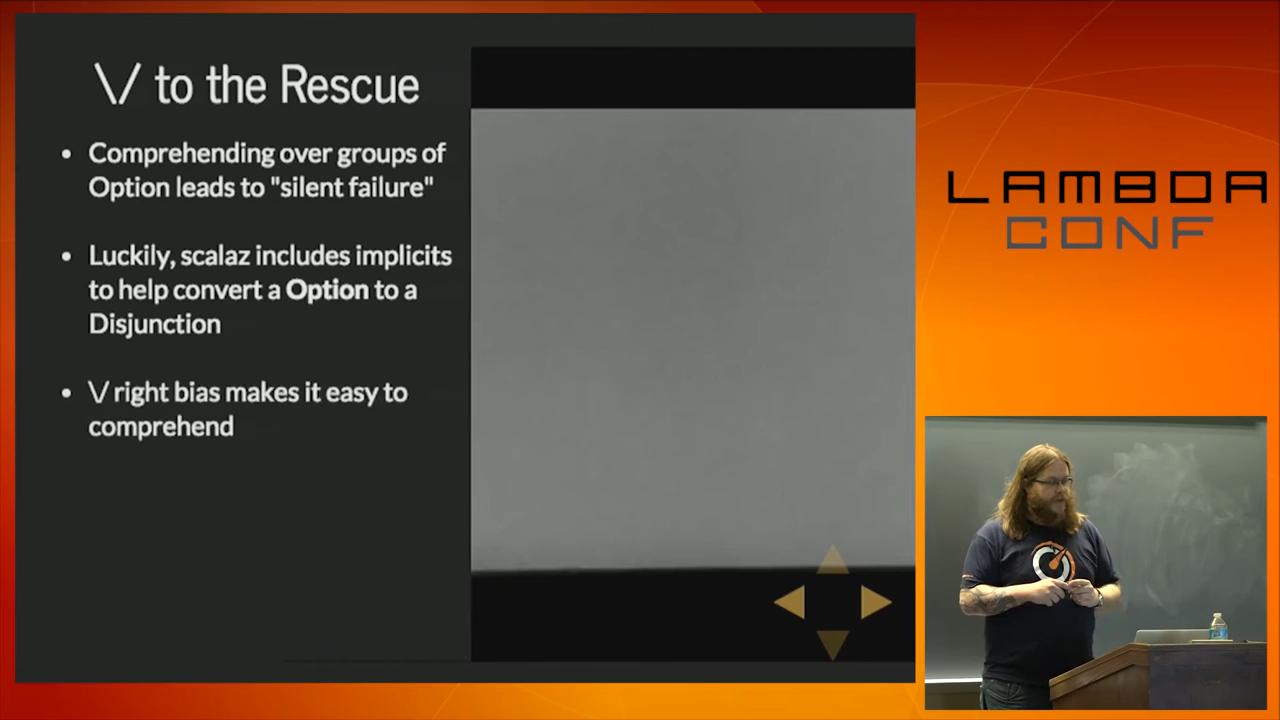 \/ to the Rescue
• Comprehending over groups of
Option leads to "silent failure"
• Luckily, scalaz includes implicits
to help convert a Option to a
Disjunction
• \/ right bias makes it easy to
comprehend
LAMBDA
CONF